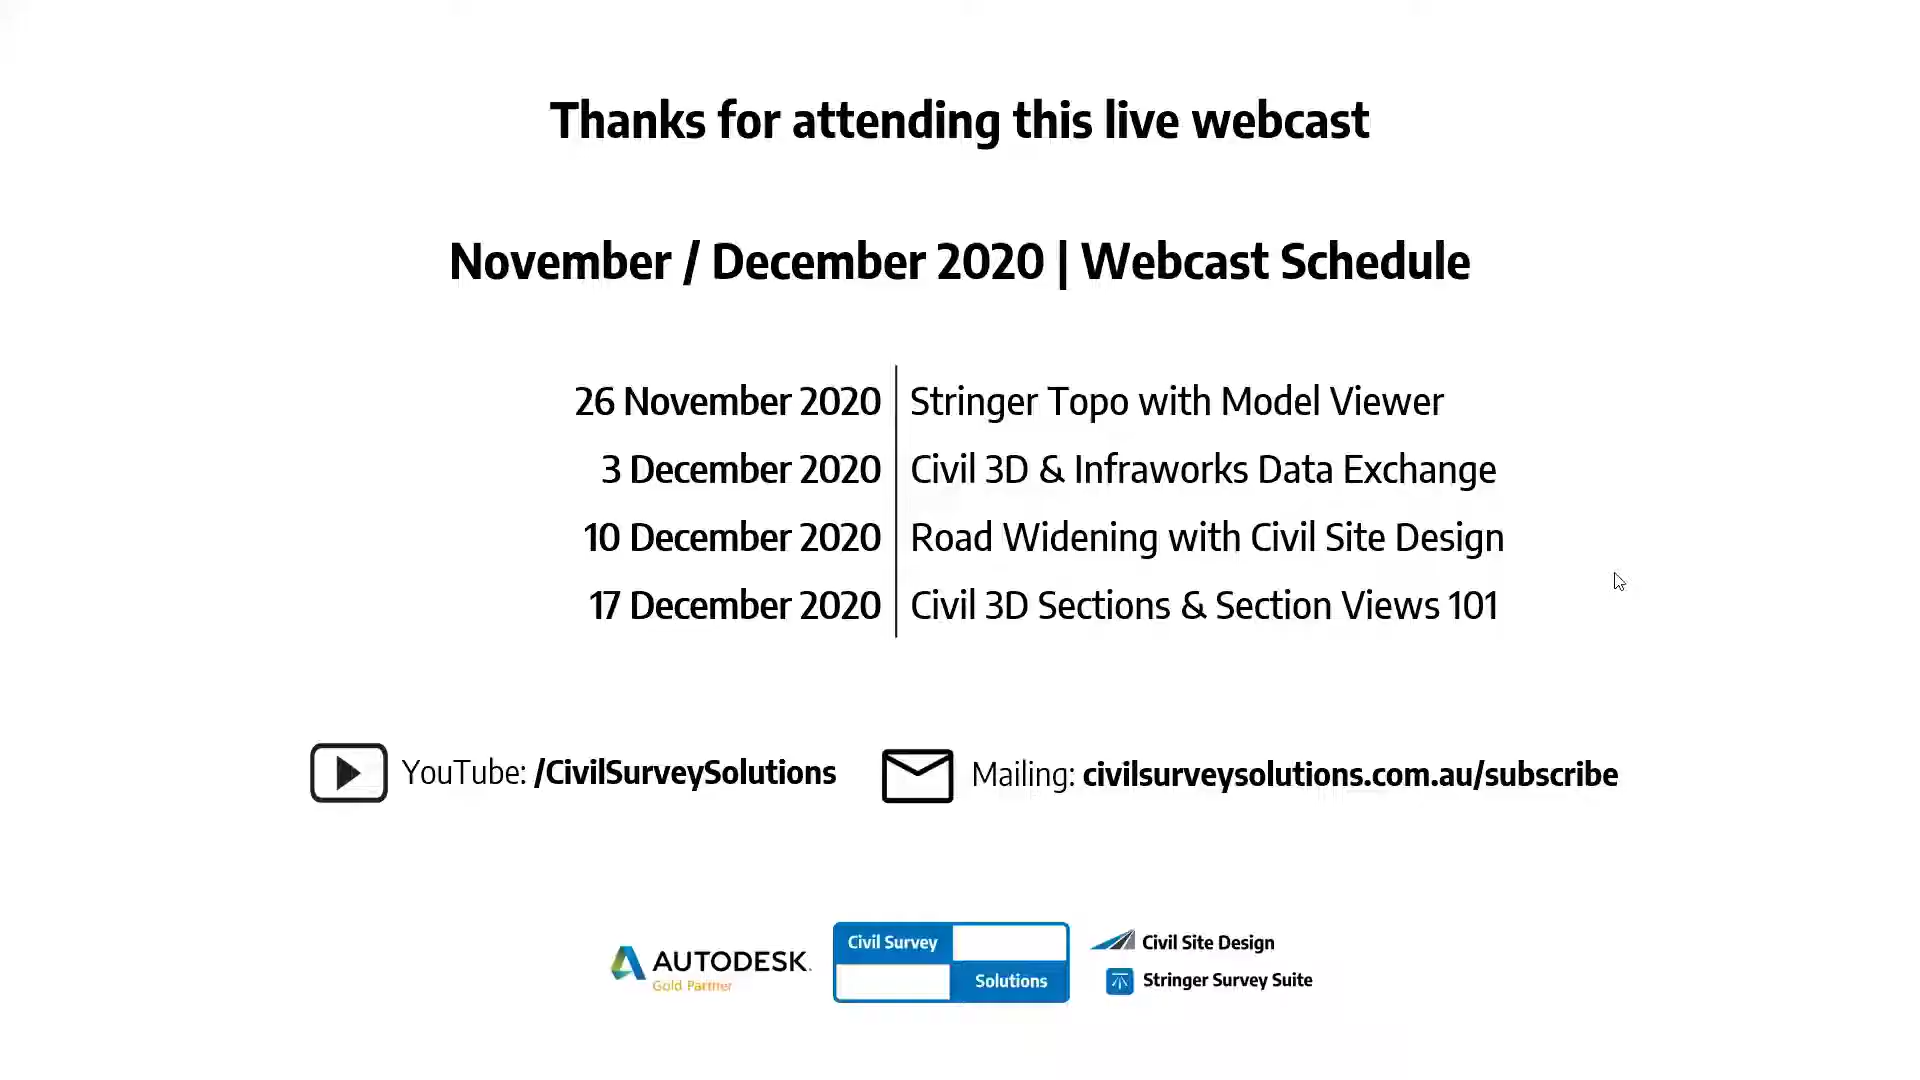 Thanks for attending this live webcast
November / December 2020 | Webcast Schedule
26 November 2020 Stringer Topo with Model Viewer
3 December 2020 Civil 3D & Infraworks Data Exchange
10 December 2020 Road Widening with Civil Site Design
17 December 2020 Civil 3D Sections & Section Views 101
YouTube: /CivilSurveySolutions
Mailing: civilsurveysolutions.com.au/subscribe
AUTODESK.
Gold Partner
Civil Survey
Solutions
Civil Site Design
Stringer Survey Suite